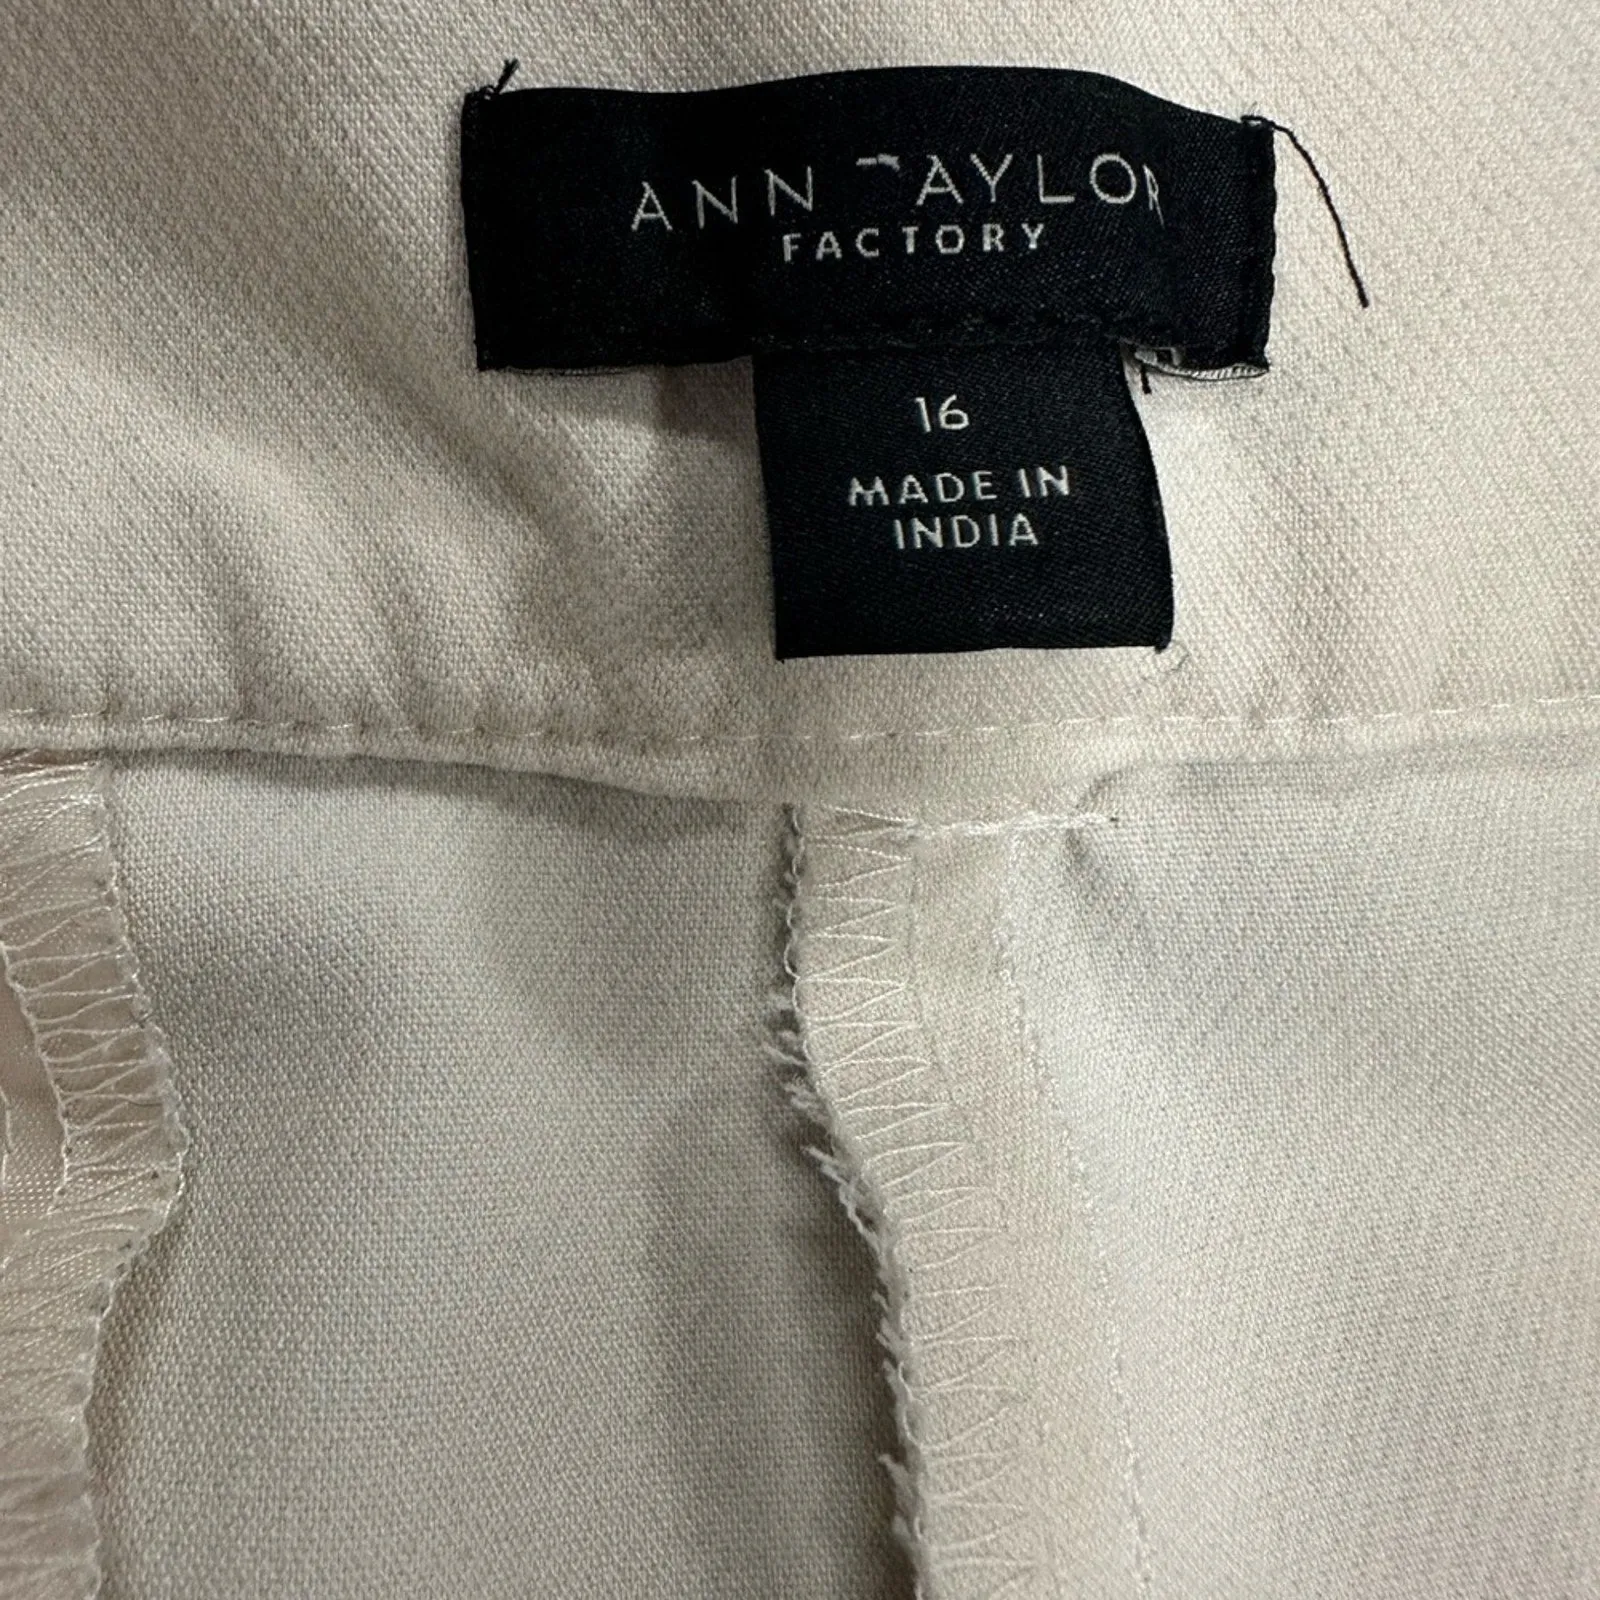 ANN TAYLOR
FACTORY
16
MADE IN
INDIA